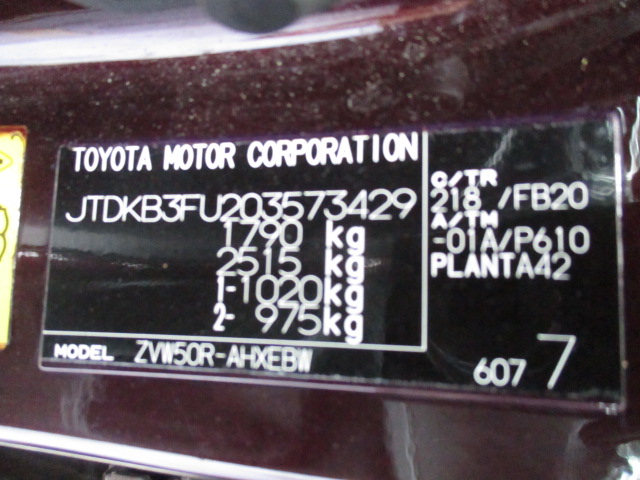 TOYOTA MOTOR CORPORATION
JTDKB3FU203573429
1790 kg
2515 kg
1-1020kg
2- 975kg
MODEL ZVW50R-AHXEBW
C/TR
218 /FB20
A/TM
-01A/P610
PLANTA42
607 7